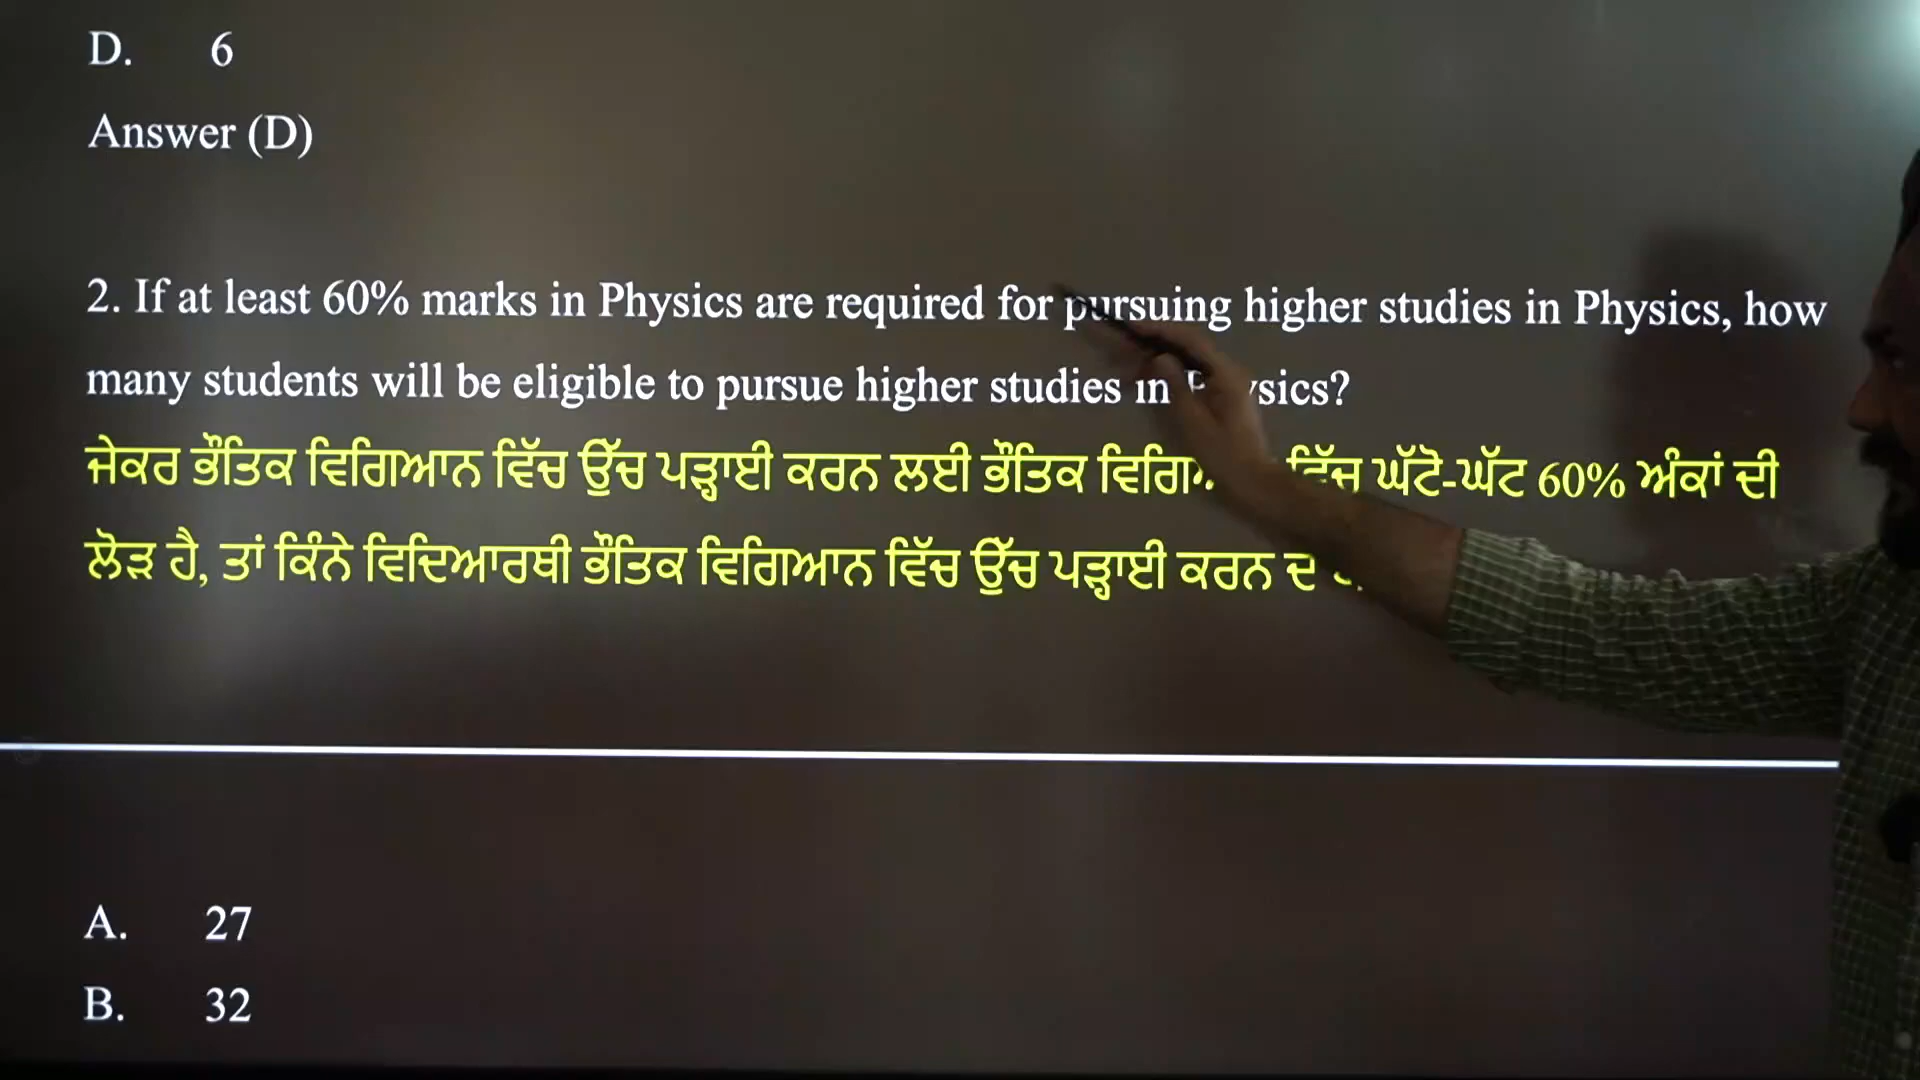 D. 6
Answer (D)
2. If at least 60% marks in Physics are required for pursuing higher studies in Physics, how
many students will be eligible to pursue higher studies in Physics?
ਜੇਕਰ ਭੌਤਿਕ ਵਿਗਿਆਨ ਵਿੱਚ ਉੱਚ ਪੜ੍ਹਾਈ ਕਰਨ ਲਈ ਭੌਤਿਕ ਵਿੱਚ ਘੱਟੋ-ਘੱਟ 60% ਅੰਕਾਂ ਦੀ
ਲੋੜ ਹੈ, ਤਾਂ ਕਿੰਨੇ ਵਿਦਿਆਰਥੀ ਭੌਤਿਕ ਵਿਗਿਆਨ ਵਿੱਚ ਉੱਚ ਪੜ੍ਹਾਈ ਕਰਨ
A. 27
B. 32